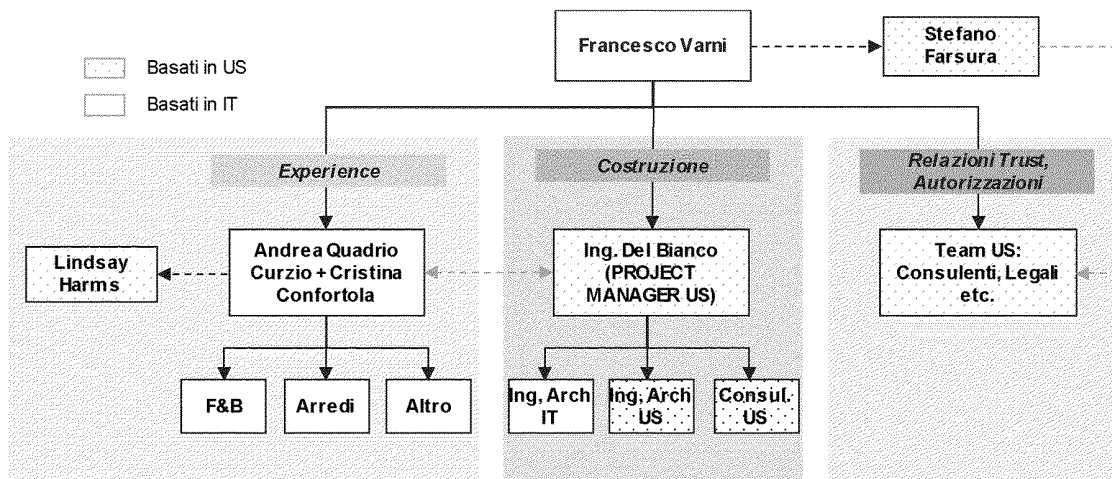 Francesco Varni
Stefano
Farsura
Basati in US
Basati in IT
Experience
Costruzione
Relazioni Trust,
Autorizzazioni
Lindsay
Harms
Andrea Quadrio
Curzio + Cristina
Confortola
Ing. Del Bianco
(PROJECT
MANAGER US)
Team US:
Consulenti, Legali
etc.
F&B
Arredi
Altro
Ing, Arch
IT
Ing, Arch
US
Consul.
US